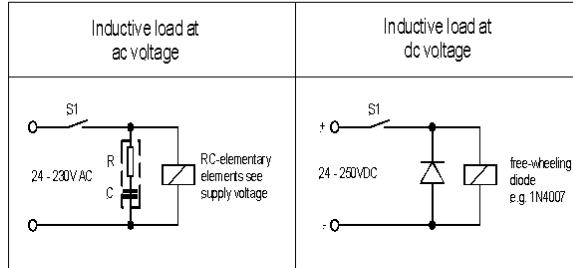 Inductive load at
ac voltage
S1
R
C
24 - 230V AC
RC-elementary
elements see
supply voltage
Inductive load at
dc voltage
S1
+
-
24 - 250VDC
free-wheeling
diode
e.g. 1N4007